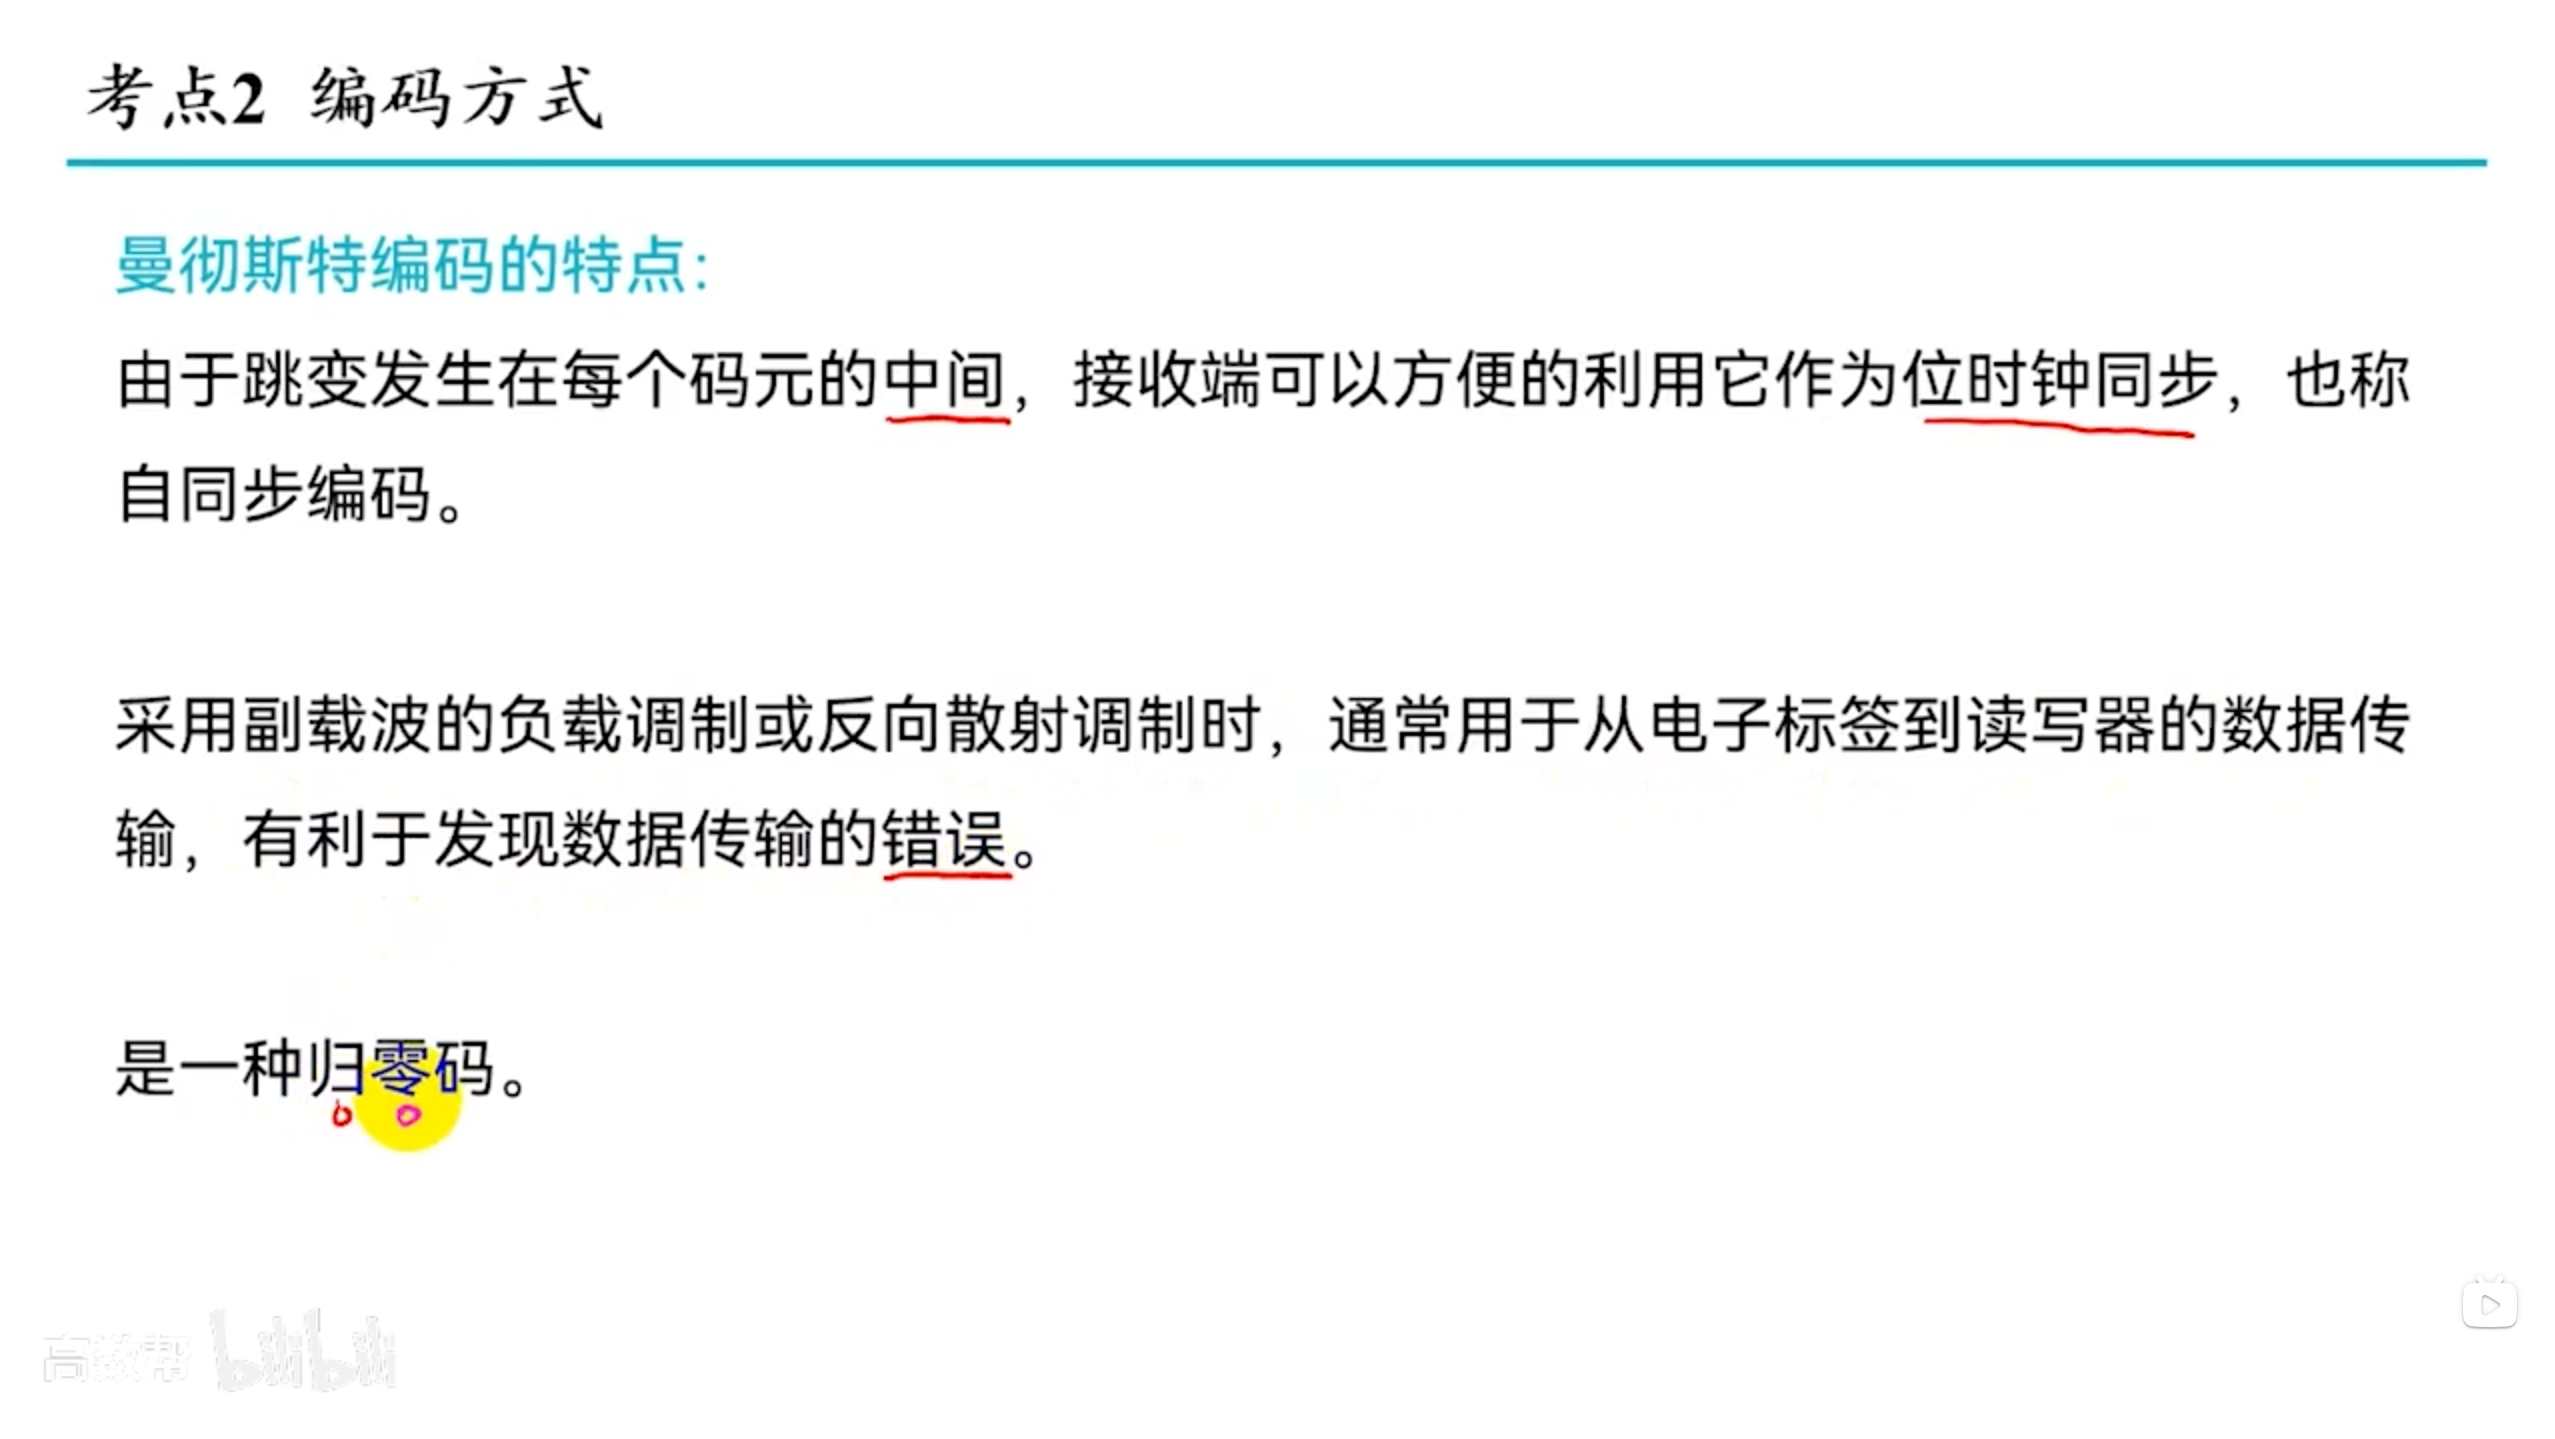 考点2 编码方式
曼彻斯特编码的特点：
由于跳变发生在每个码元的中间，接收端可以方便的利用它作为位时钟同步，也称
自同步编码。
采用副载波的负载调制或反向散射调制时，通常用于从电子标签到读写器的数据传
输，有利于发现数据传输的错误。
是一种归零码。
高数帮 bilibili